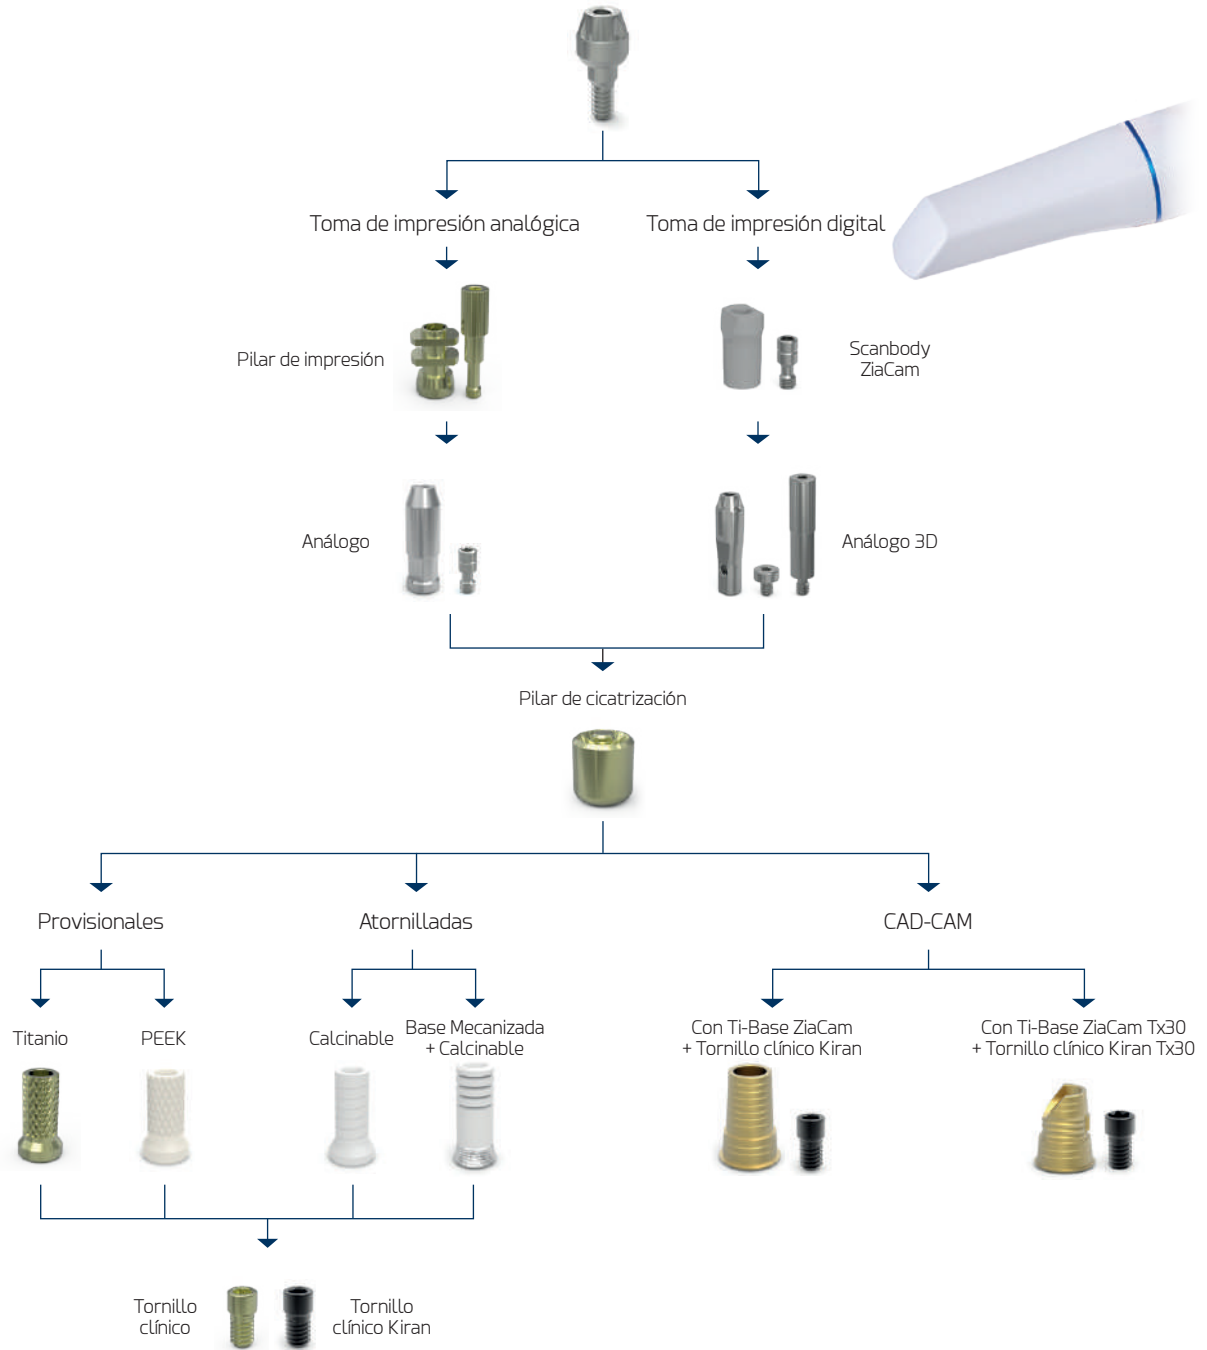 Toma de impresión analógica
Toma de impresión digital
Pilar de impresión
Scanbody
ZiaCam
Análogo
Análogo 3D
Pilar de cicatrización
Provisionales
Atornilladas
CAD-CAM
Titanio
PEEK
Calcinable
Base Mecanizada
+ Calcinable
Con Ti-Base ZiaCam
+ Tornillo clínico Kiran
Con Ti-Base ZiaCam Tx30
+ Tornillo clínico Kiran Tx30
Tornillo
clínico
Tornillo
clínico Kiran